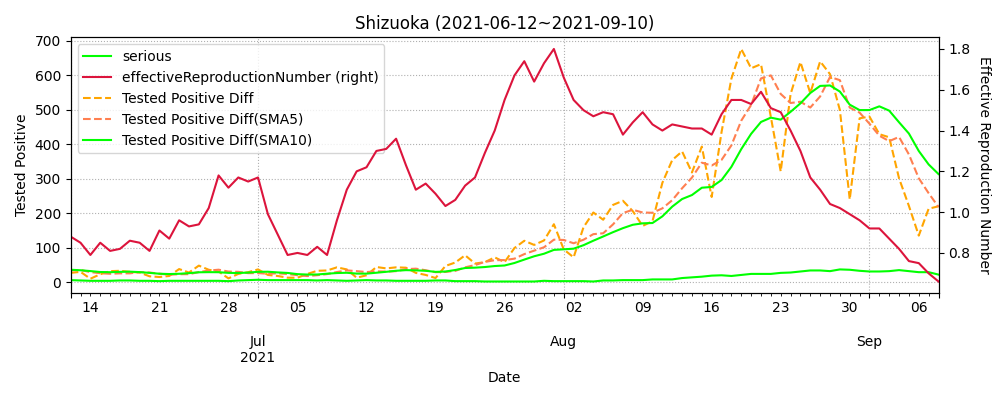 Shizuoka (2021-06-12~2021-09-10)
serious
effectiveReproductionNumber (right)
Tested Positive Diff
Tested Positive Diff(SMA5)
Tested Positive Diff(SMA10)
Tested Positive
700
600
500
400
300
200
100
0
1.8
1.6
1.4
1.2
1.0
0.8
Effective Reproduction Number
14 21 28 05 12 19 26 02 09 16 23 30 06
Jul Aug Sep
2021
Date